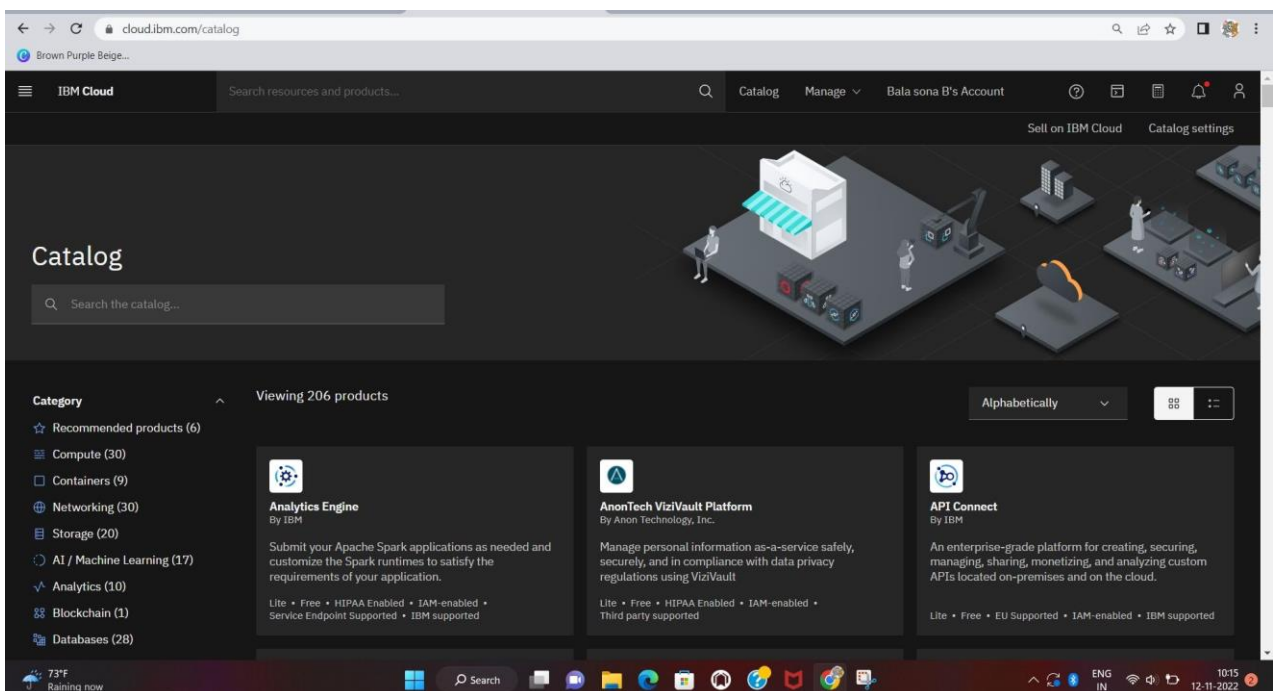 cloud.ibm.com/catalog
Brown Purple Beige...
IBM Cloud
Search resources and products...
Catalog
Manage
Bala sona B's Account
Sell on IBM Cloud
Catalog settings
Catalog
Search the catalog...
Category
Recommended products (6)
Compute (30)
Containers (9)
Networking (30)
Storage (20)
AI / Machine Learning (17)
Analytics (10)
Blockchain (1)
Databases (28)
Viewing 206 products
Alphabetically
Analytics Engine
By IBM
Submit your Apache Spark applications as needed and
customize the Spark runtimes to satisfy the
requirements of your application.
Lite • Free • HIPAA Enabled • IAM-enabled •
Service Endpoint Supported • IBM supported
AnonTech ViziVault Platform
By Anon Technology, Inc.
Manage personal information as-a-service safely,
securely, and in compliance with data privacy
regulations using ViziVault
Lite • Free • HIPAA Enabled • IAM-enabled •
Third party supported
API Connect
By IBM
An enterprise-grade platform for creating, securing,
managing, sharing, monetizing, and analyzing custom
APIs located on-premises and on the cloud.
Lite • Free • EU Supported • IAM-enabled • IBM supported
73°F
Raining now
Search
ENG
IN
10:15
12-11-2022
2